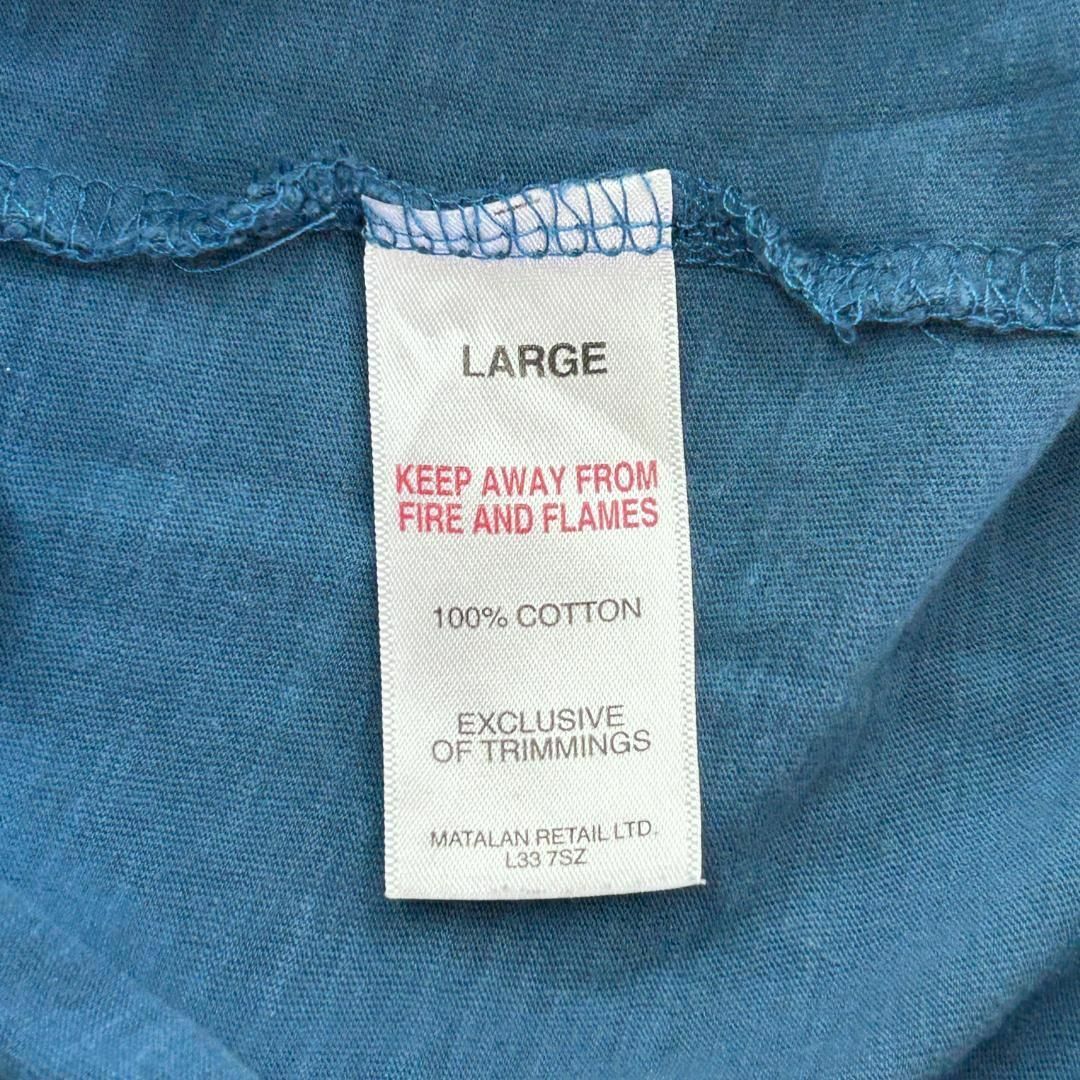 LARGE
KEEP AWAY FROM
FIRE AND FLAMES
100% COTTON
EXCLUSIVE
OF TRIMMINGS
MATALAN RETAIL LTD.
L33 7SZ